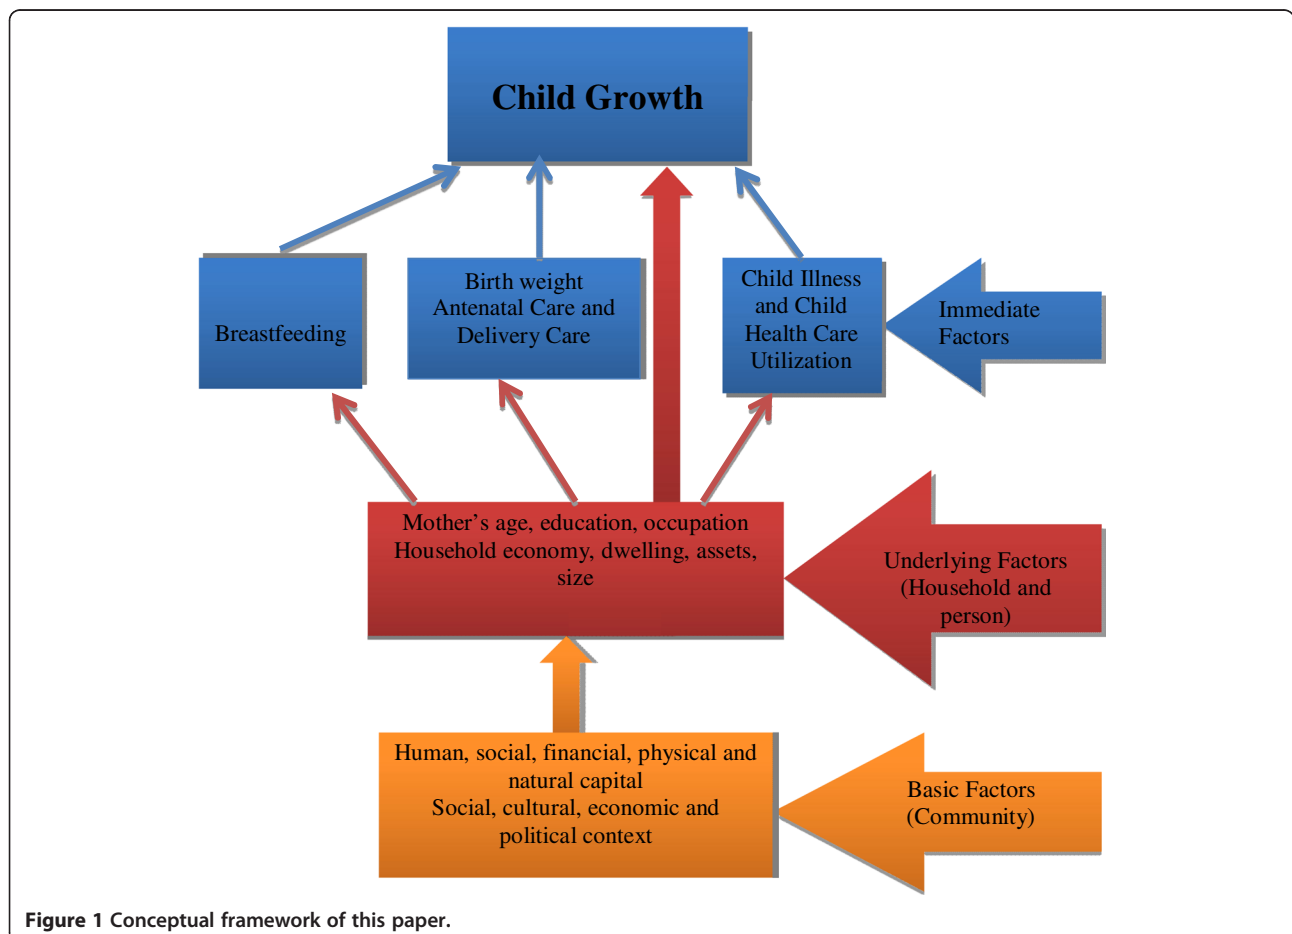 Child Growth
Breastfeeding
Birth weight
Antenatal Care and
Delivery Care
Child Illness
and Child
Health Care
Utilization
Immediate
Factors
Mother's age, education, occupation
Household economy, dwelling, assets,
size
Underlying Factors
(Household and
person)
Human, social, financial, physical and
natural capital
Social, cultural, economic and
political context
Basic Factors
(Community)
Figure 1 Conceptual framework of this paper.